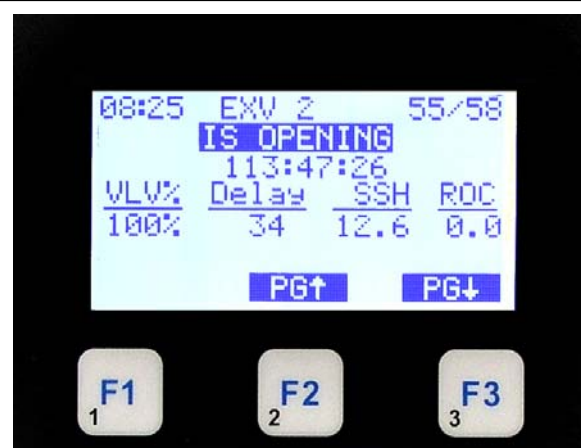 08:25 EXV 2 55/58
IS OPENING
113:47:26
VLV% Delay SSH ROC
100% 34 12.6 0.0
PG↑ PG↓
F1 F2 F3
1 2 3